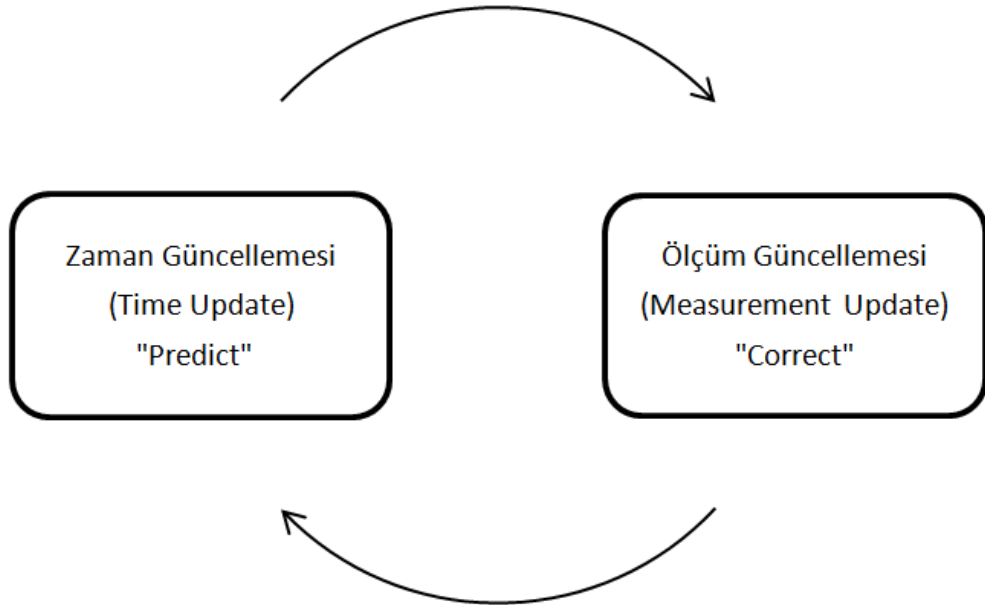 Zaman Güncellemesi
(Time Update)
"Predict"
Ölçüm Güncellemesi
(Measurement Update)
"Correct"